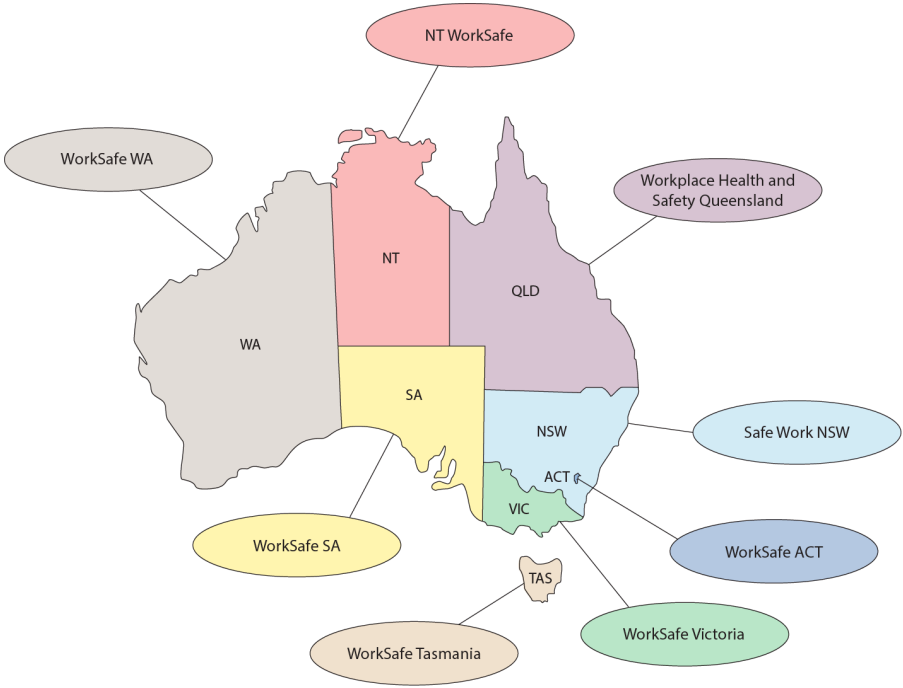 NT WorkSafe
WorkSafe WA
Workplace Health and
Safety Queensland
NT
QLD
WA
SA
NSW
Safe Work NSW
ACT
VIC
WorkSafe SA
WorkSafe ACT
TAS
WorkSafe Victoria
WorkSafe Tasmania